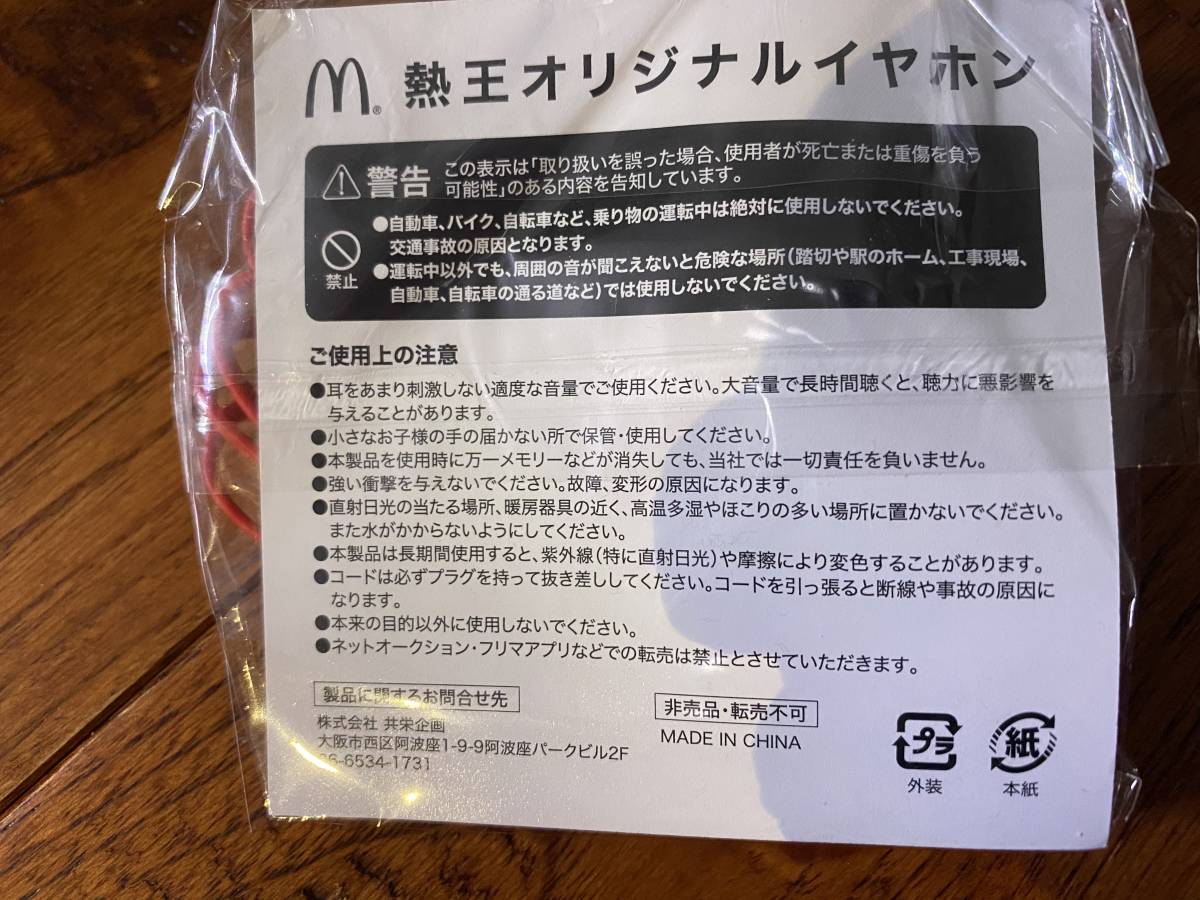 M® 熱王オリジナルイヤホン
警告 この表示は「取り扱いを誤った場合、使用者が死亡または重傷を負う
可能性」のある内容を告知しています。
●自動車、バイク、自転車など、乗り物の運転中は絶対に使用しないでください。
交通事故の原因となります。
禁止
●運転中以外でも、周囲の音が聞こえないと危険な場所(踏切や駅のホーム、工事現場、
自動車、自転車の通る道など)では使用しないでください。
ご使用上の注意
●耳をあまり刺激しない適度な音量でご使用ください。大音量で長時間聴くと、聴力に悪影響を
与えることがあります。
●小さなお子様の手の届かない所で保管・使用してください。
●本製品を使用時に万一メモリーなどが消失しても、当社では一切責任を負いません。
●強い衝撃を与えないでください。故障、変形の原因になります。
●直射日光の当たる場所、暖房器具の近く、高温多湿やほこりの多い場所に置かないでください。
また水がかからないようにしてください。
●本製品は長期間使用すると、紫外線(特に直射日光)や摩擦により変色することがあります。
●コードは必ずプラグを持って抜き差ししてください。コードを引っ張ると断線や事故の原因に
なります。
●本来の目的以外に使用しないでください。
●ネットオークション・フリマアプリなどでの転売は禁止とさせていただきます。
製品に関するお問合せ先
株式会社 共栄企画
大阪市西区阿波座1-9-9阿波座パークビル2F
6-6534-1731
非売品・転売不可
MADE IN CHINA
プラ
外装
紙
本紙